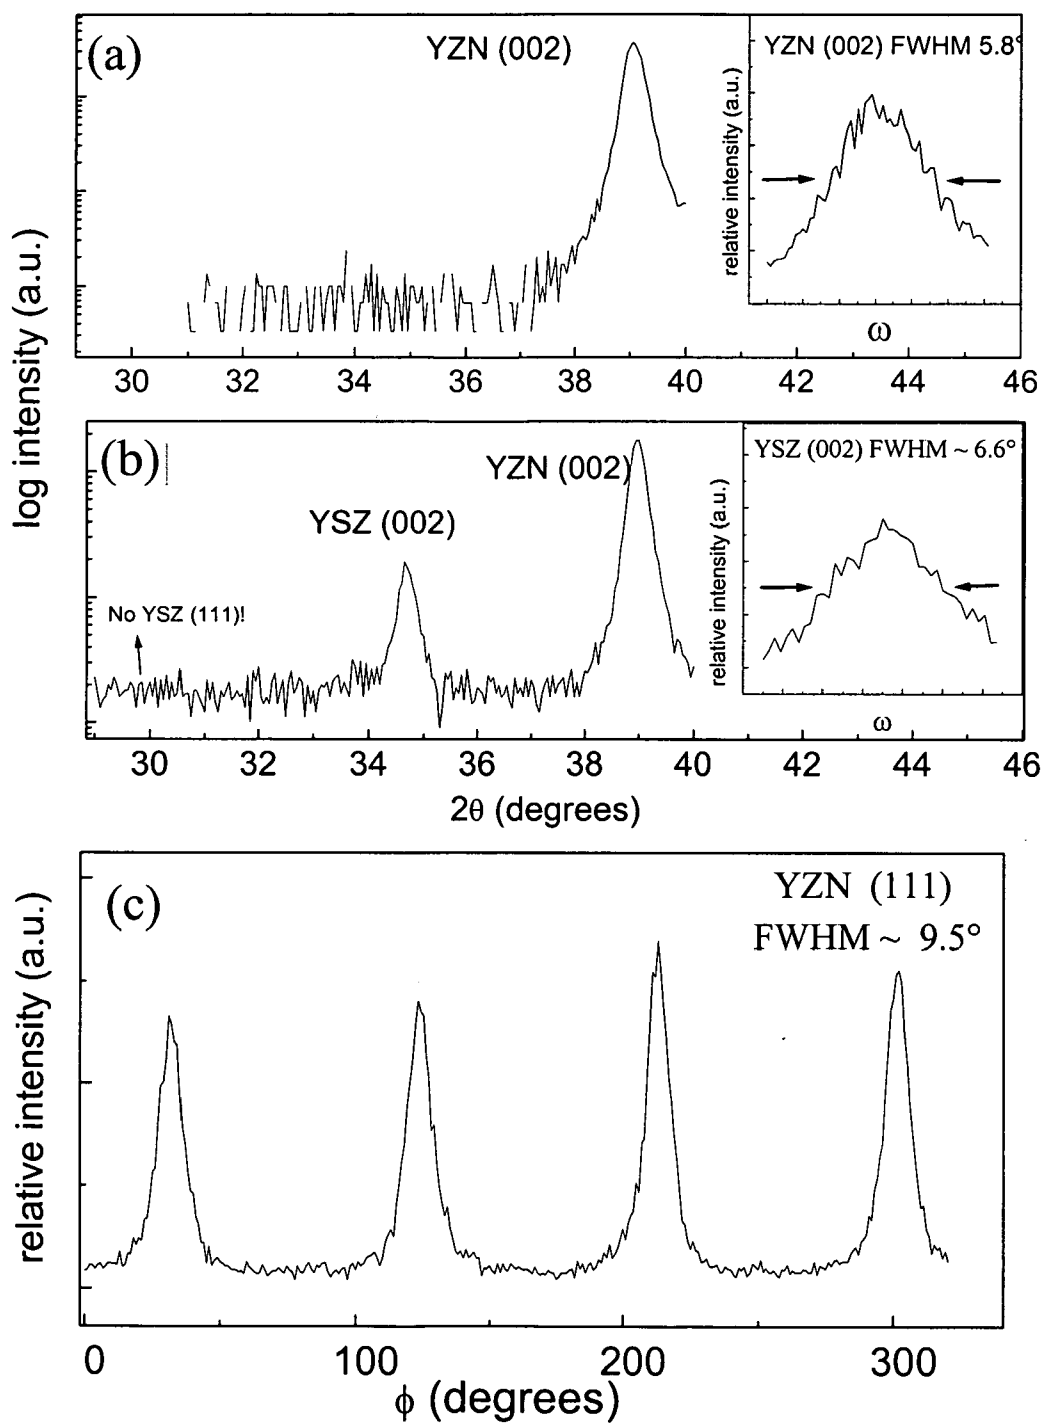 (a)
YZN (002)
YZN (002) FWHM 5.8°
relative intensity (a.u.)
ω
30 32 34 36 38 40 42 44 46
log intensity (a.u.)
(b)
YZN (002)
YSZ (002)
No YSZ (111)!
YSZ (002) FWHM ~ 6.6°
relative intensity (a.u.)
ω
30 32 34 36 38 40 42 44 46
2θ (degrees)
(c)
YZN (111)
FWHM ~ 9.5°
relative intensity (a.u.)
0 100 200 300
ϕ (degrees)